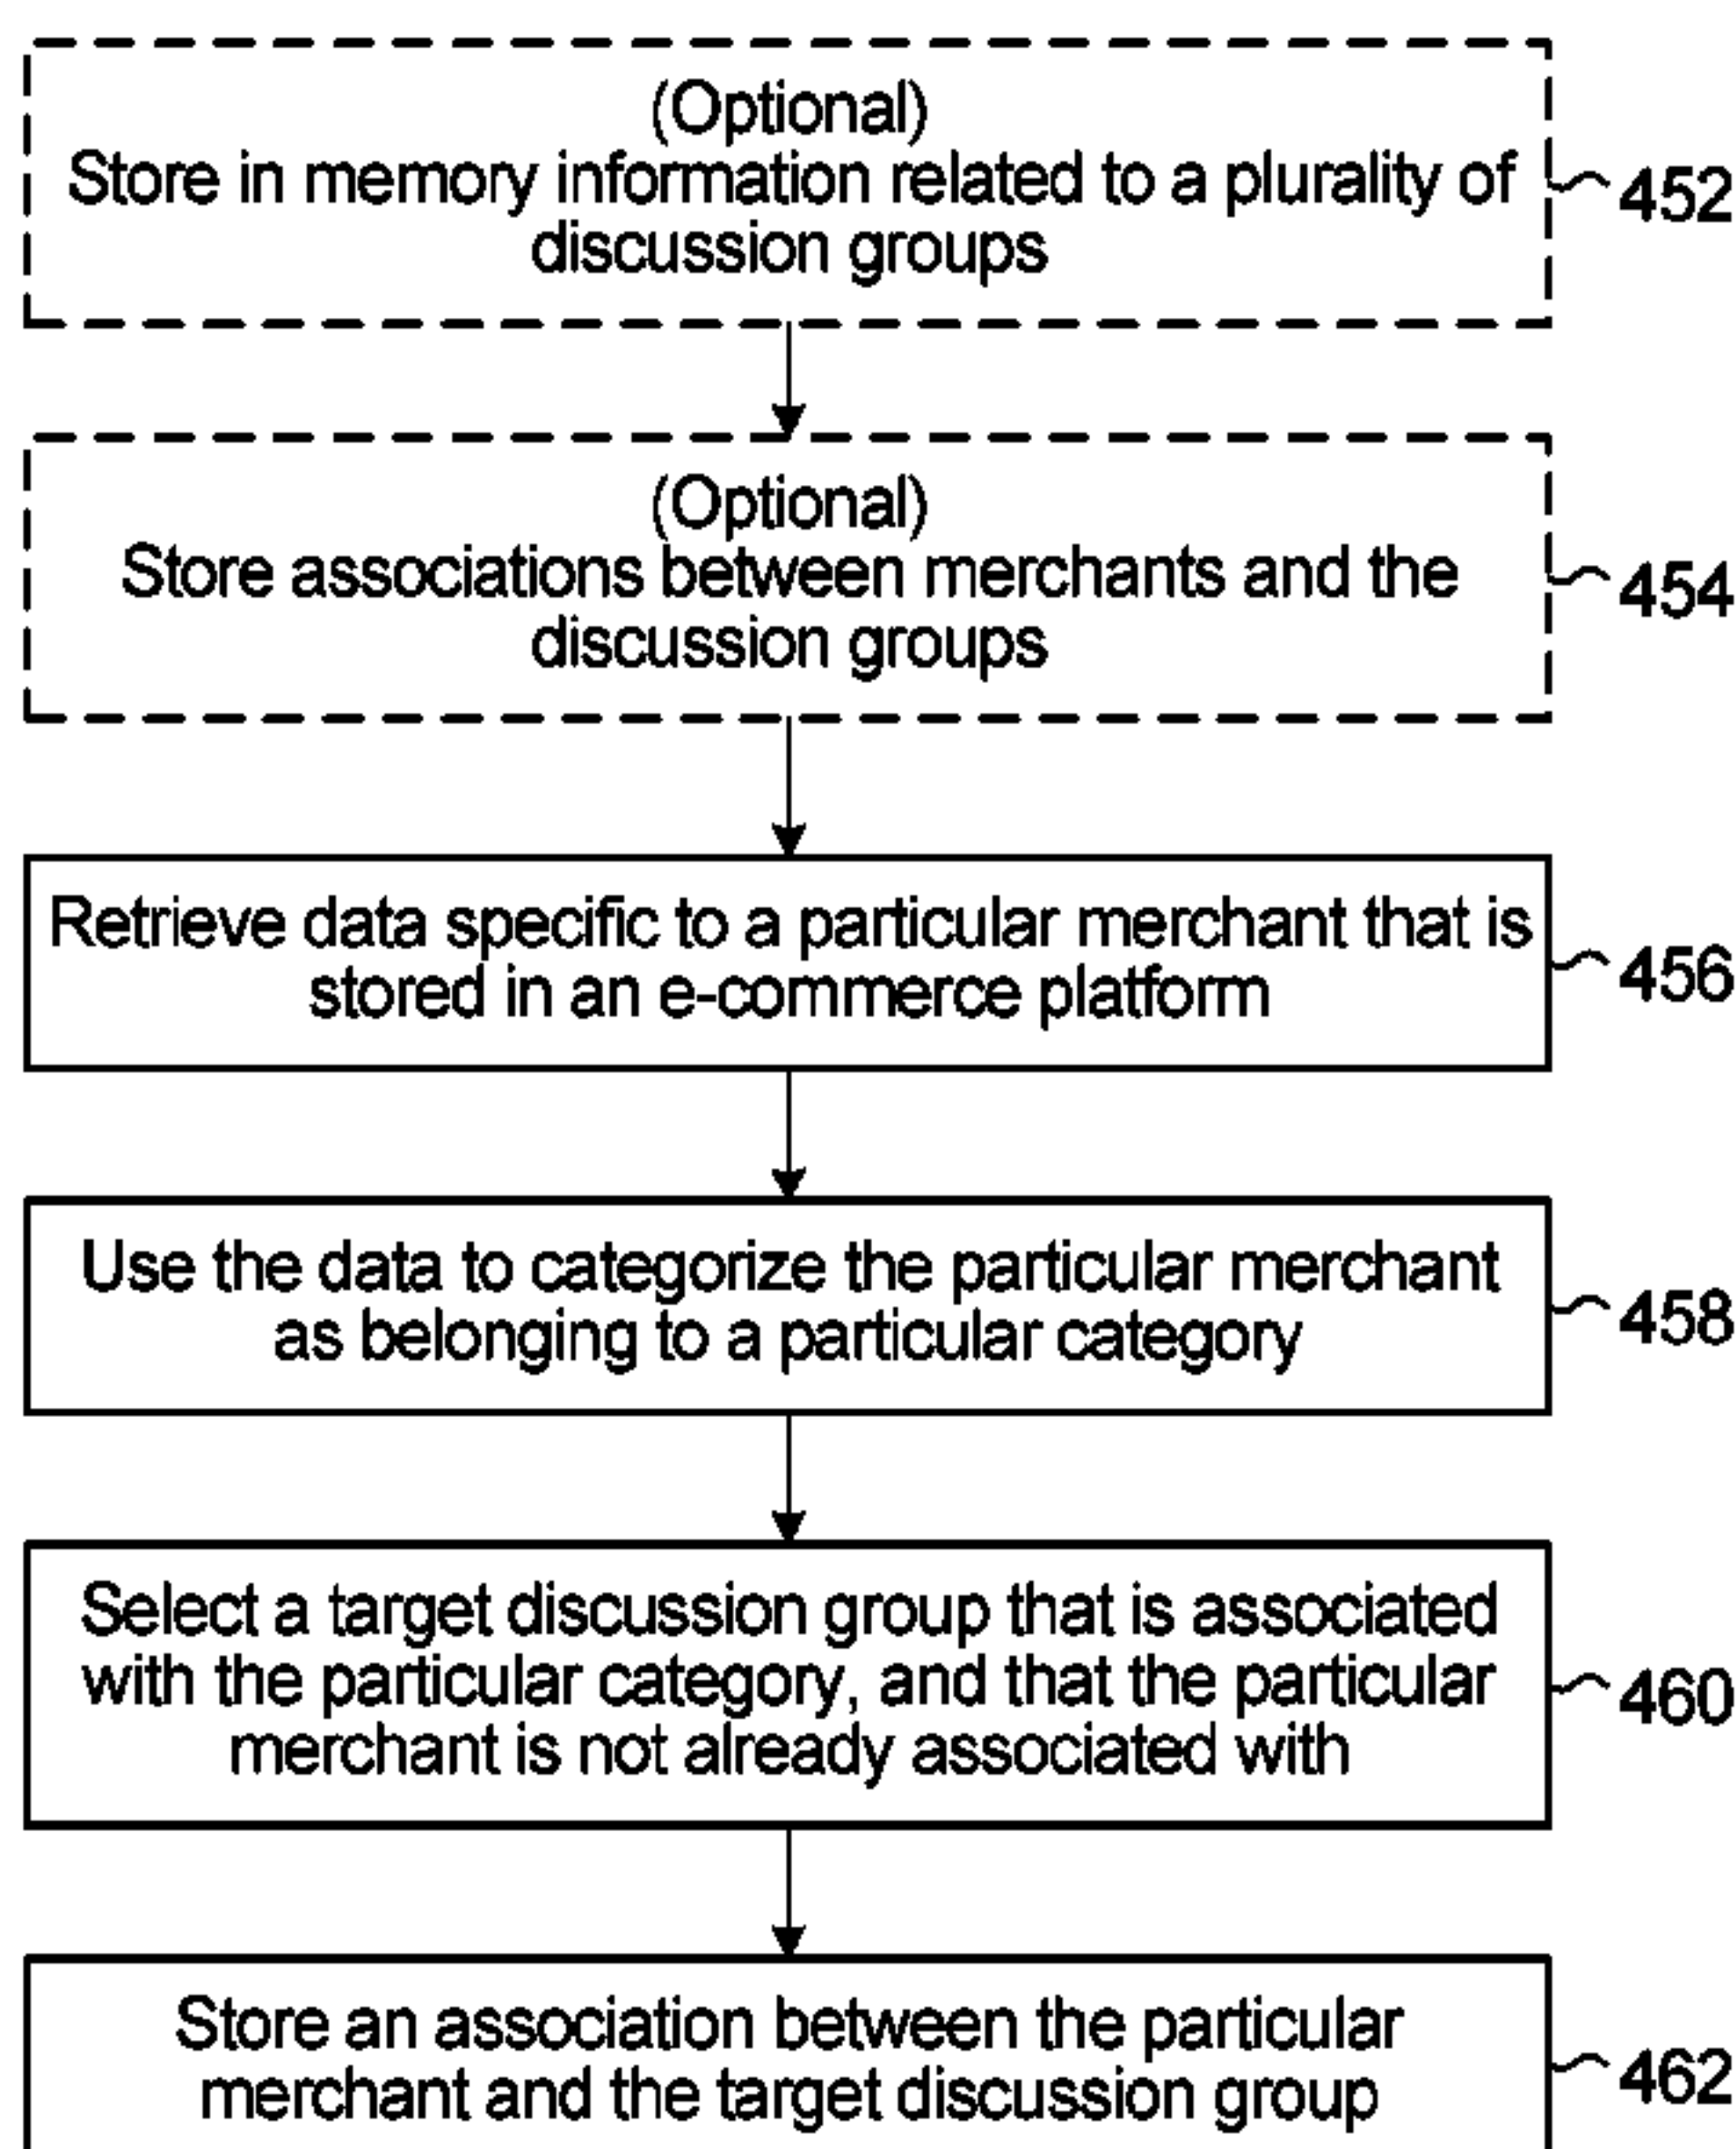 (Optional)
Store in memory information related to a plurality of
discussion groups
452
(Optional)
Store associations between merchants and the
discussion groups
454
Retrieve data specific to a particular merchant that is
stored in an e-commerce platform
456
Use the data to categorize the particular merchant
as belonging to a particular category
458
Select a target discussion group that is associated
with the particular category, and that the particular
merchant is not already associated with
460
Store an association between the particular
merchant and the target discussion group
462